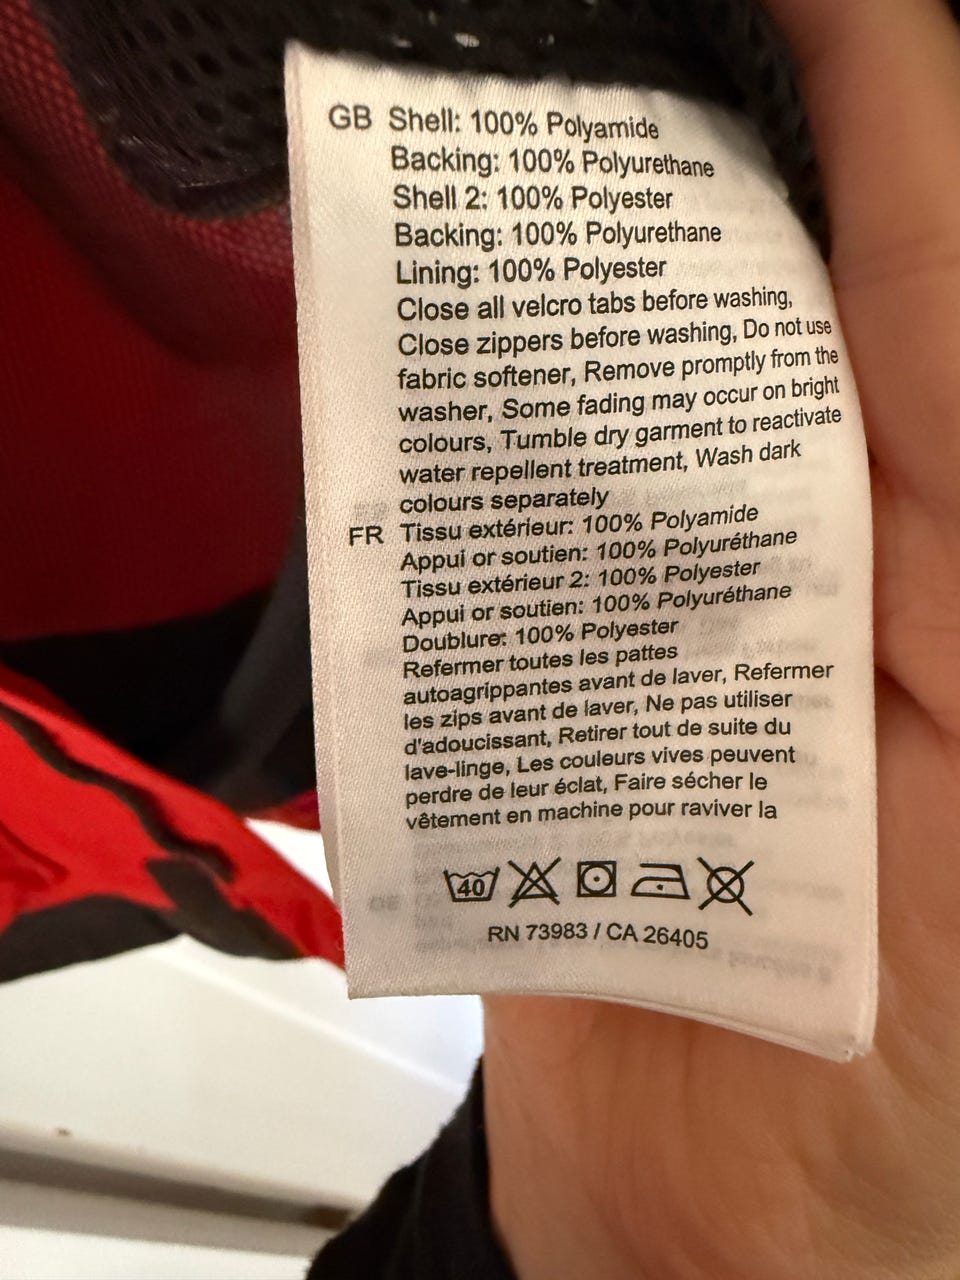 GB Shell: 100% Polyamide
Backing: 100% Polyurethane
Shell 2: 100% Polyester
Backing: 100% Polyurethane
Lining: 100% Polyester
Close all velcro tabs before washing,
Close zippers before washing, Do not use
fabric softener, Remove promptly from the
washer, Some fading may occur on bright
colours, Tumble dry garment to reactivate
water repellent treatment, Wash dark
colours separately
FR Tissu extérieur: 100% Polyamide
Appui or soutien: 100% Polyuréthane
Tissu extérieur 2: 100% Polyester
Appui or soutien: 100% Polyuréthane
Doublure: 100% Polyester
Refermer toutes les pattes
autoagrippantes avant de laver, Refermer
les zips avant de laver, Ne pas utiliser
d'adoucissant, Retirer tout de suite du
lave-linge, Les couleurs vives peuvent
perdre de leur éclat, Faire sécher le
vêtement en machine pour raviver la
40
RN 73983 / CA 26405